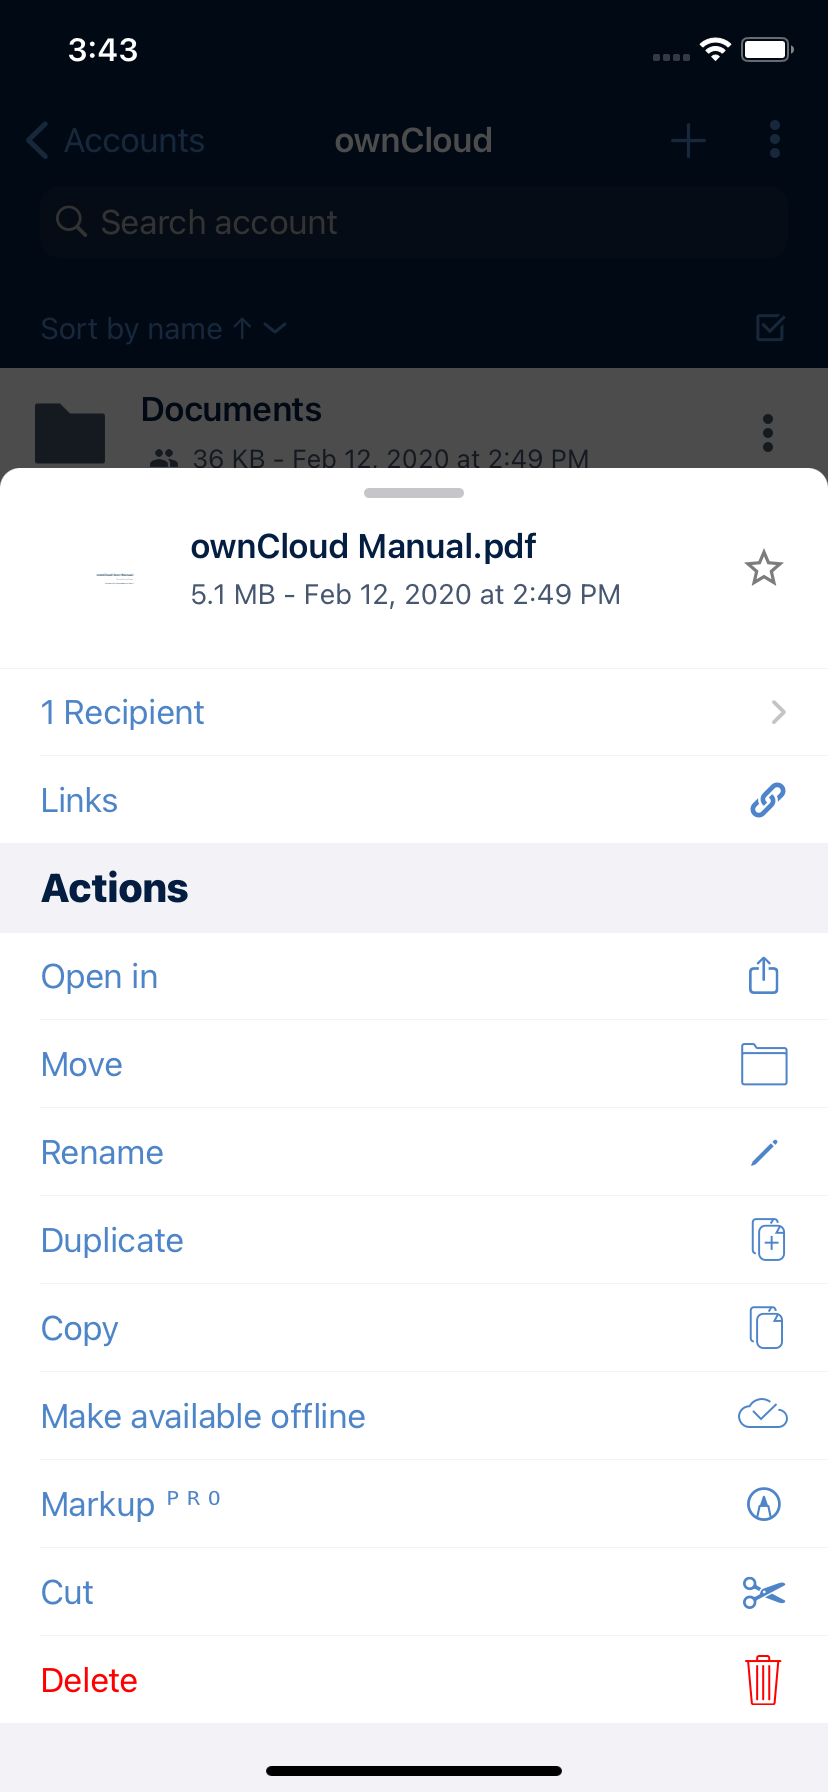 3:43
Accounts
ownCloud
Search account
Sort by name ↑
Documents
36 KB - Feb 12, 2020 at 2:49 PM
ownCloud Manual.pdf
5.1 MB - Feb 12, 2020 at 2:49 PM
1 Recipient
Links
Actions
Open in
Move
Rename
Duplicate
Copy
Make available offline
Markup ᴾ ᴿ ᴼ
Cut
Delete